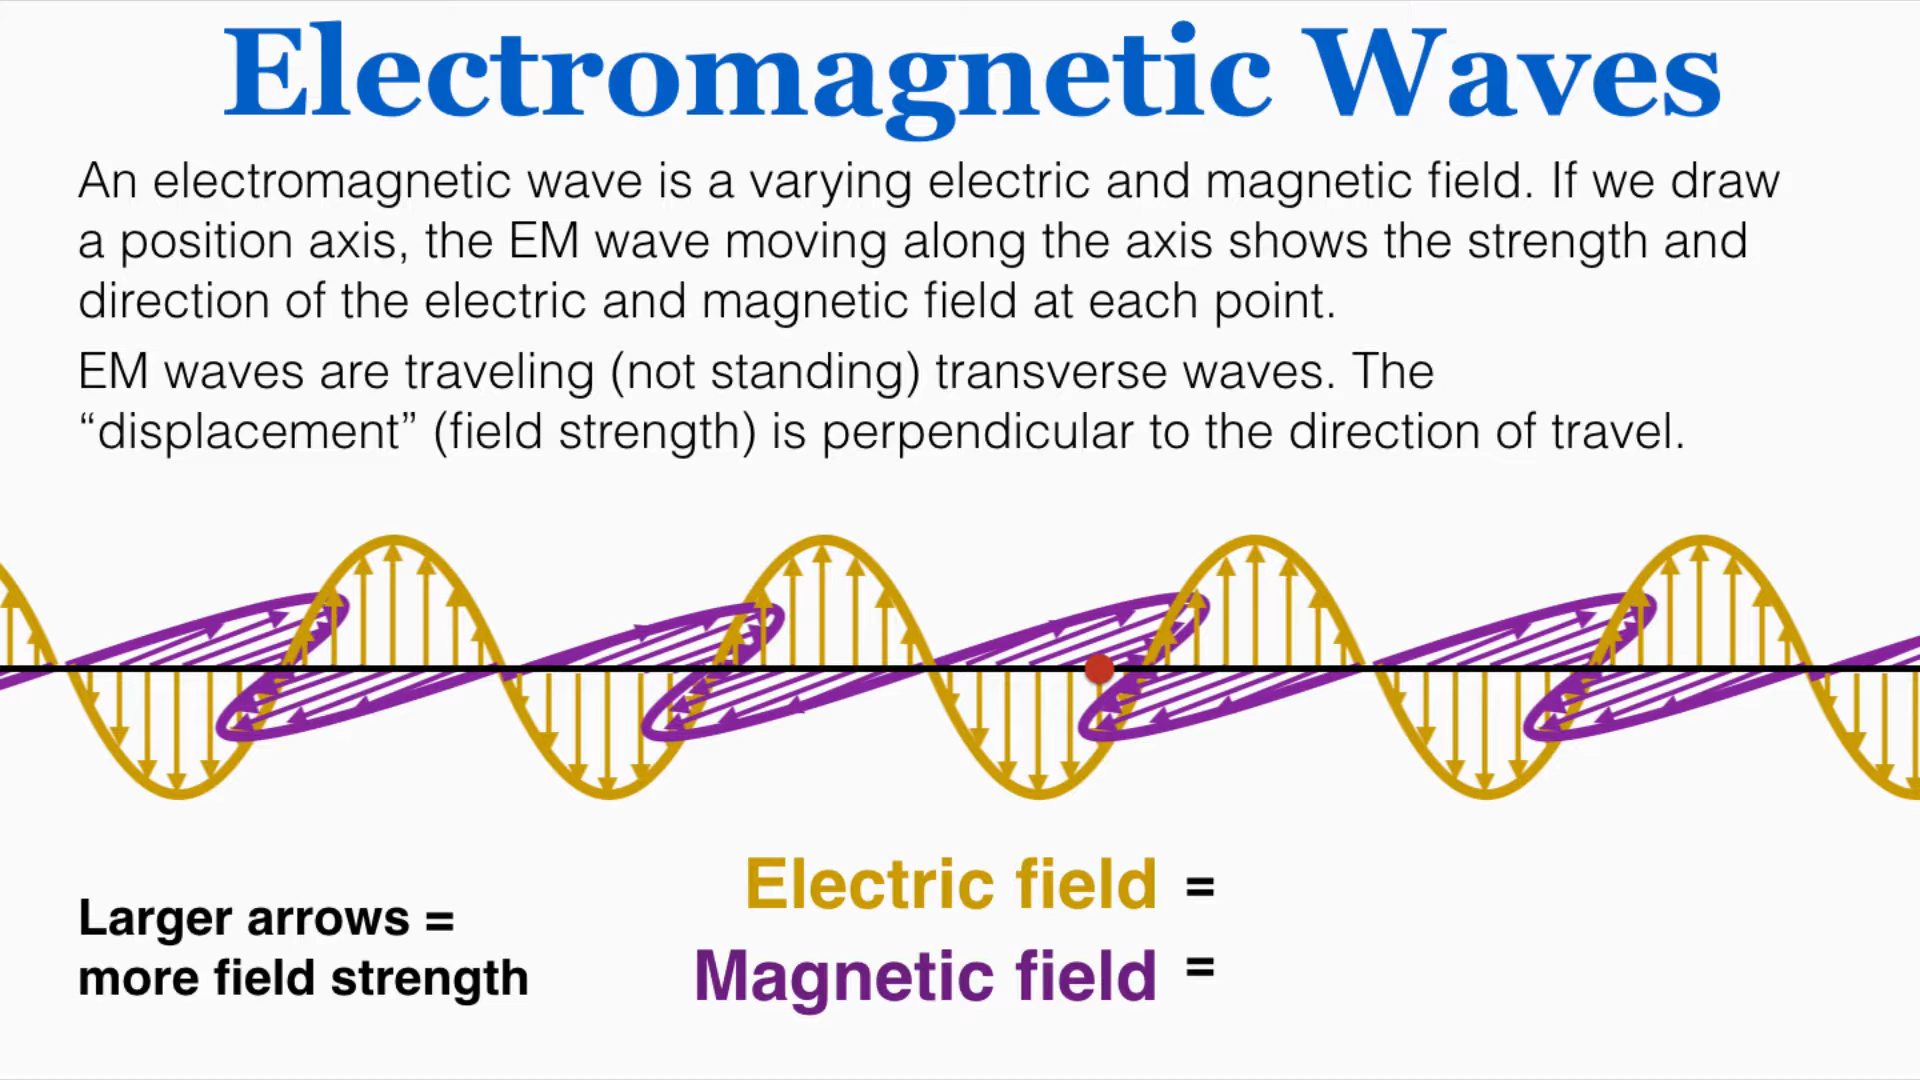 Electromagnetic Waves
An electromagnetic wave is a varying electric and magnetic field. If we draw
a position axis, the EM wave moving along the axis shows the strength and
direction of the electric and magnetic field at each point.
EM waves are traveling (not standing) transverse waves. The
“displacement” (field strength) is perpendicular to the direction of travel.
Larger arrows =
more field strength
Electric field =
Magnetic field =